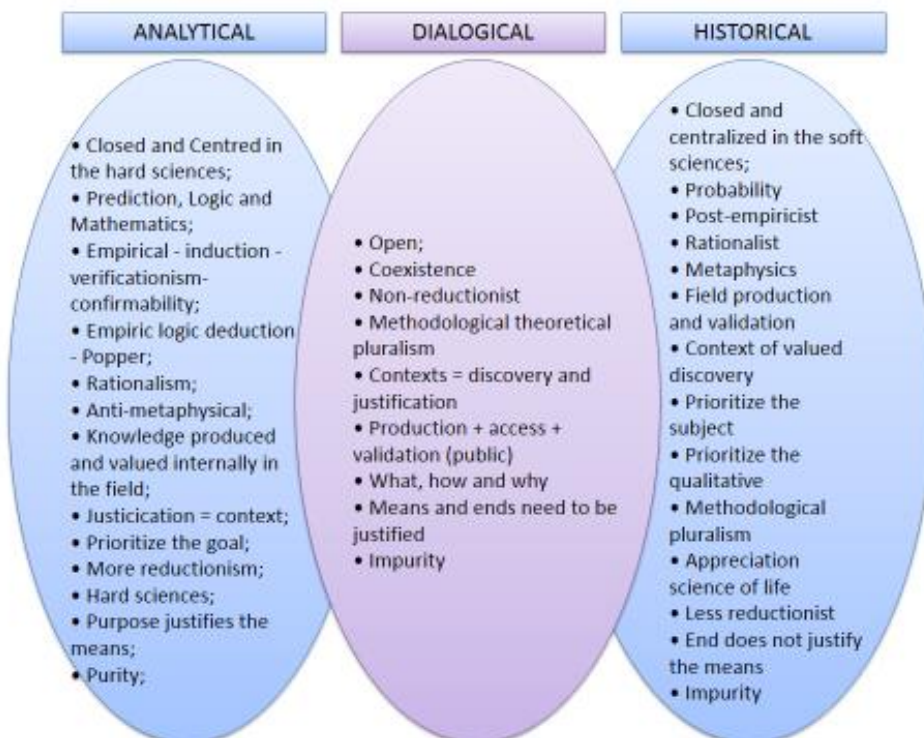 ANALYTICAL
• Closed and Centred in
the hard sciences;
• Prediction, Logic and
Mathematics;
• Empirical - induction -
verificationism-
confirmability;
• Empiric logic deduction
- Popper;
• Rationalism;
• Anti-metaphysical;
• Knowledge produced
and valued internally in
the field;
• Justicication = context;
• Prioritize the goal;
• More reductionism;
• Hard sciences;
• Purpose justifies the
means;
• Purity;
DIALOGICAL
• Open;
• Coexistence
• Non-reductionist
• Methodological theoretical
pluralism
• Contexts = discovery and
justification
• Production + access +
validation (public)
• What, how and why
• Means and ends need to be
justified
• Impurity
HISTORICAL
• Closed and
centralized in the soft
sciences;
• Probability
• Post-empiricist
• Rationalist
• Metaphysics
• Field production
and validation
• Context of valued
discovery
• Prioritize the
subject
• Prioritize the
qualitative
• Methodological
pluralism
• Appreciation
science of life
• Less reductionist
• End does not justify
the means
• Impurity